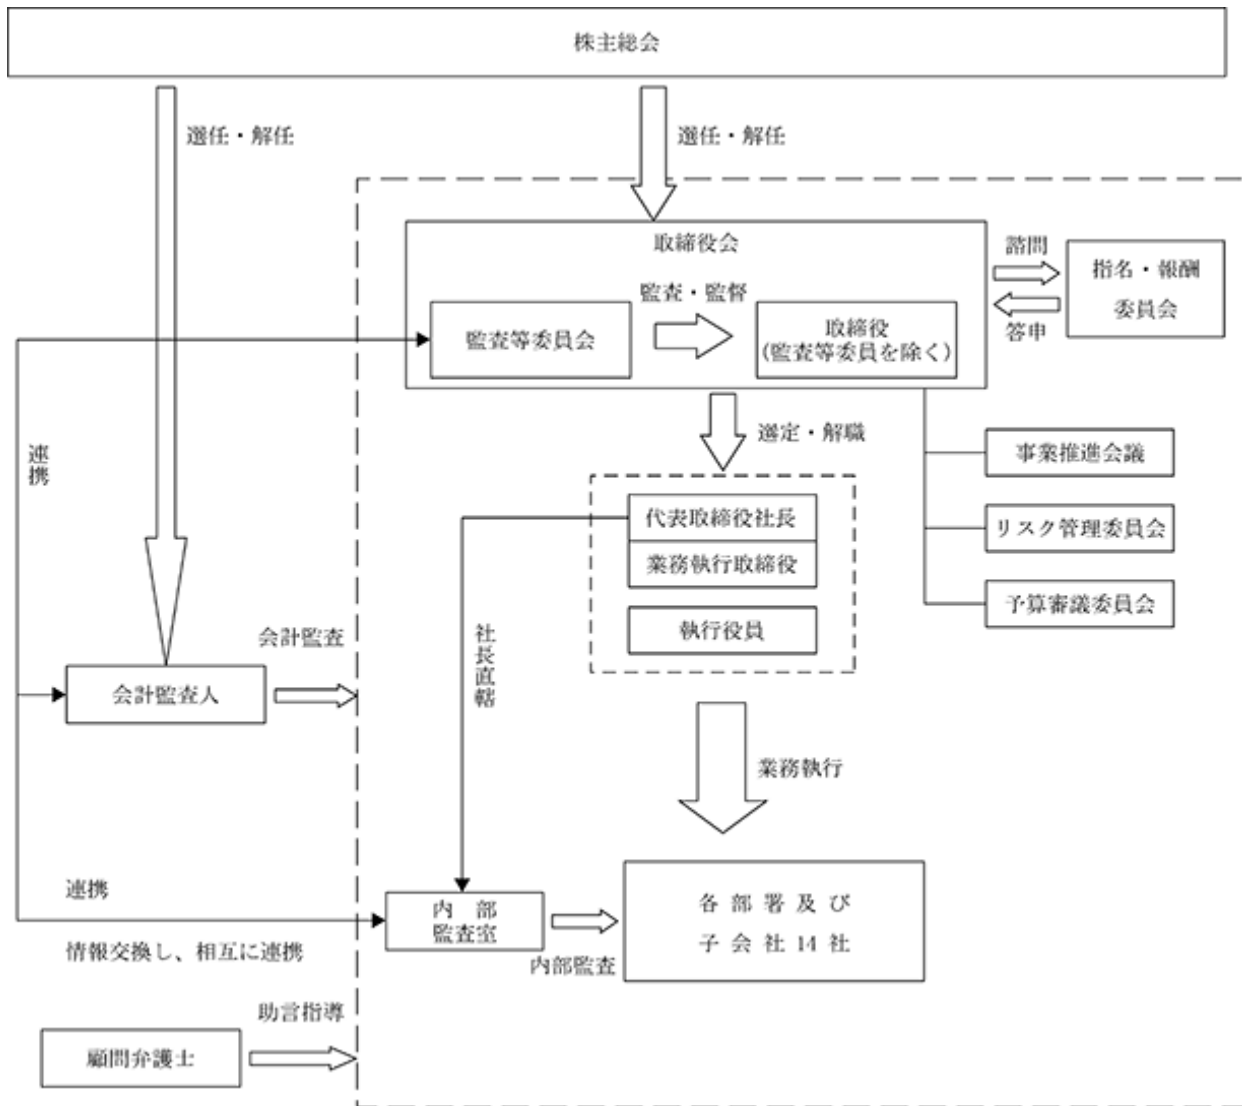 株主総会
選任・解任
選任・解任
取締役会
監査・監督
監査等委員会
取締役
(監査等委員を除く)
諮問
指名・報酬
委員会
答申
選定・解職
連携
事業推進会議
代表取締役社長
リスク管理委員会
業務執行取締役
予算審議委員会
執行役員
社長直轄
会計監査
会計監査人
業務執行
連携
内 部
監査室
各 部 署 及 び
子 会 社 14 社
情報交換し、相互に連携
内部監査
助言指導
顧問弁護士